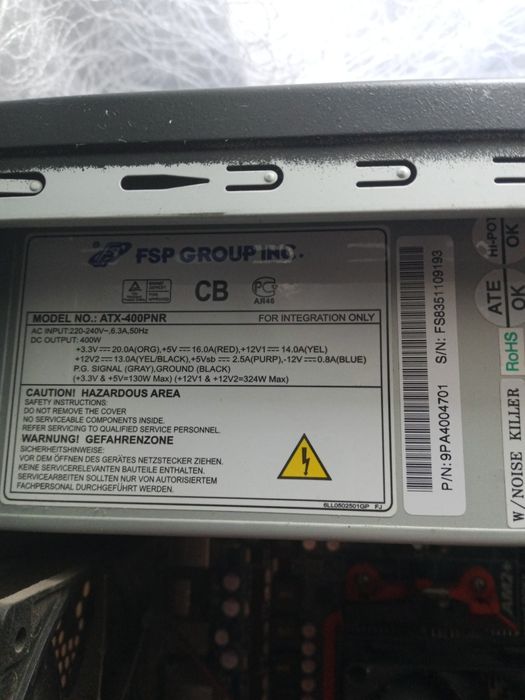 FSP GROUP INC.
CB
PG
AR46
MODEL NO.: ATX-400PNR FOR INTEGRATION ONLY
AC INPUT:220-240V~,6.3A,50Hz
DC OUTPUT: 400W
+3.3V⎓20.0A(ORG),+5V⎓16.0A(RED),+12V1⎓14.0A(YEL)
+12V2⎓13.0A(YEL/BLACK),+5Vsb⎓2.5A(PURP),-12V⎓0.8A(BLUE)
P.G. SIGNAL (GRAY),GROUND (BLACK)
(+3.3V & +5V=130W Max) (+12V1 & +12V2=324W Max)
CAUTION! HAZARDOUS AREA
SAFETY INSTRUCTIONS:
DO NOT REMOVE THE COVER
NO SERVICEABLE COMPONENTS INSIDE.
REFER SERVICING TO QUALIFIED SERVICE PERSONNEL.
WARNUNG! GEFAHRENZONE
SICHERHEITSHINWEISE:
VOR DEM ÖFFNEN DES GERÄTES NETZSTECKER ZIEHEN.
KEINE SERVICERELEVANTEN BAUTEILE ENTHALTEN.
SERVICEARBEITEN SOLLTEN NUR VON AUTORISIERTEM
FACHPERSONAL DURCHGEFÜHRT WERDEN.
6LL0502501GP FJ
P/N:9PA4004701 S/N: FS8351109193
HI-POT
OK
ATE
OK
RoHS
W/NOISE KILLER
AM2+